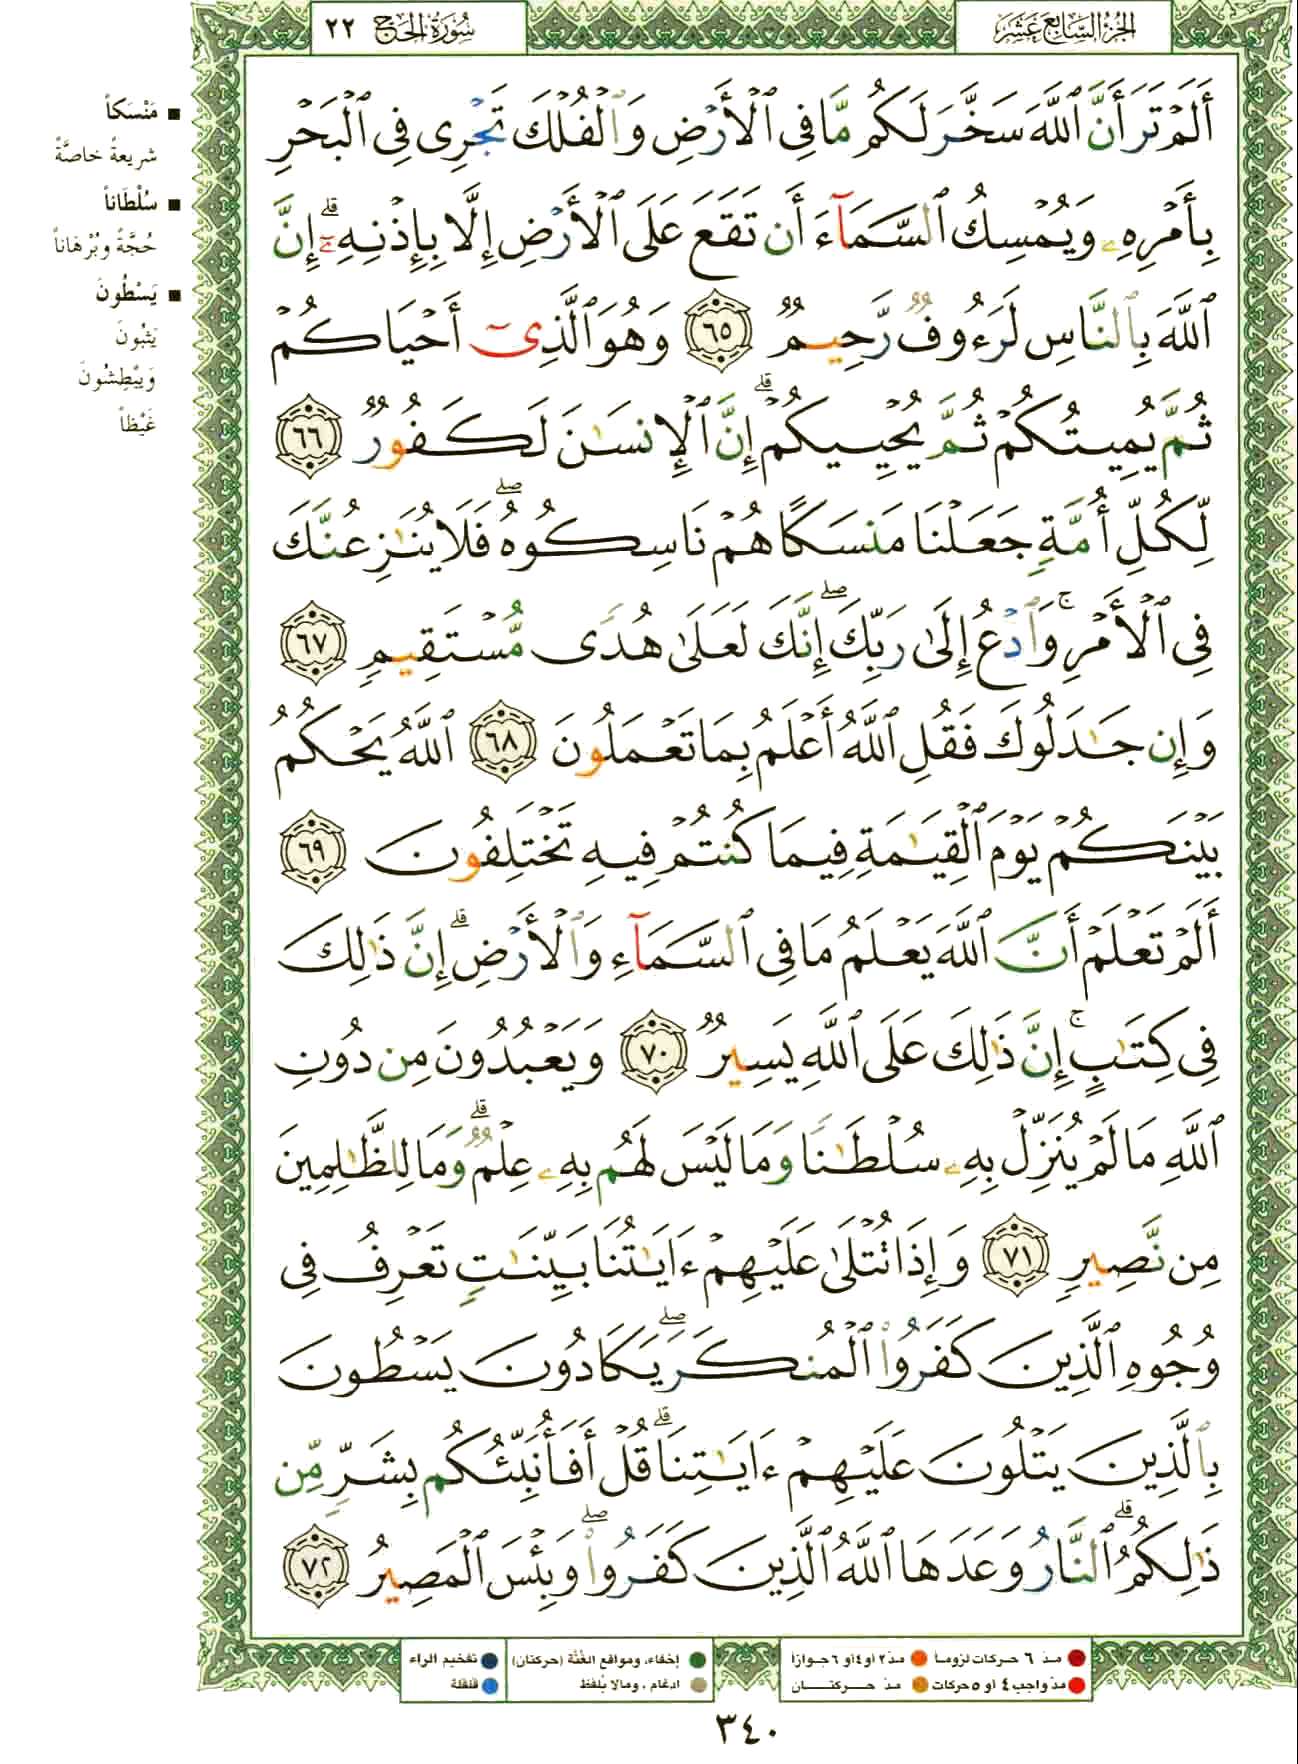 الجزء السابع عشر
سورة الحج ٢٢
أَلَمْ تَرَ أَنَّ ٱللَّهَ سَخَّرَ لَكُم مَّا فِى ٱلْأَرْضِ وَٱلْفُلْكَ تَجْرِى فِى ٱلْبَحْرِ
بِأَمْرِهِۦ وَيُمْسِكُ ٱلسَّمَآءَ أَن تَقَعَ عَلَى ٱلْأَرْضِ إِلَّا بِإِذْنِهِۦٓ ۗ إِنَّ
ٱللَّهَ بِٱلنَّاسِ لَرَءُوفٌ رَّحِيمٌ ٦٥ وَهُوَ ٱلَّذِىٓ أَحْيَاكُمْ
ثُمَّ يُمِيتُكُمْ ثُمَّ يُحْيِيكُمْ ۗ إِنَّ ٱلْإِنسَٰنَ لَكَفُورٌ ٦٦
لِّكُلِّ أُمَّةٍ جَعَلْنَا مَنسَكًا هُمْ نَاسِكُوهُ ۖ فَلَا يُنَٰزِعُنَّكَ
فِى ٱلْأَمْرِ ۚ وَٱدْعُ إِلَىٰ رَبِّكَ ۖ إِنَّكَ لَعَلَىٰ هُدًى مُّسْتَقِيمٍ ٦٧
وَإِن جَٰدَلُوكَ فَقُلِ ٱللَّهُ أَعْلَمُ بِمَا تَعْمَلُونَ ٦٨ ٱللَّهُ يَحْكُمُ
بَيْنَكُمْ يَوْمَ ٱلْقِيَٰمَةِ فِيمَا كُنتُمْ فِيهِ تَخْتَلِفُونَ ٦٩
أَلَمْ تَعْلَمْ أَنَّ ٱللَّهَ يَعْلَمُ مَا فِى ٱلسَّمَآءِ وَٱلْأَرْضِ ۗ إِنَّ ذَٰلِكَ
فِى كِتَٰبٍ ۚ إِنَّ ذَٰلِكَ عَلَى ٱللَّهِ يَسِيرٌ ٧٠ وَيَعْبُدُونَ مِن دُونِ
ٱللَّهِ مَا لَمْ يُنَزِّلْ بِهِۦ سُلْطَٰنًا وَمَا لَيْسَ لَهُم بِهِۦ عِلْمٌ ۗ وَمَا لِلظَّٰلِمِينَ
مِن نَّصِيرٍ ٧١ وَإِذَا تُتْلَىٰ عَلَيْهِمْ ءَايَٰتُنَا بَيِّنَٰتٍ تَعْرِفُ فِى
وُجُوهِ ٱلَّذِينَ كَفَرُوا۟ ٱلْمُنكَرَ ۖ يَكَادُونَ يَسْطُونَ
بِٱلَّذِينَ يَتْلُونَ عَلَيْهِمْ ءَايَٰتِنَا ۗ قُلْ أَفَأُنَبِّئُكُم بِشَرٍّ مِّن
ذَٰلِكُمُ ۗ ٱلنَّارُ وَعَدَهَا ٱللَّهُ ٱلَّذِينَ كَفَرُوا۟ ۖ وَبِئْسَ ٱلْمَصِيرُ ٧٢
■ مَنْسَكاً
شريعةً خاصَّةً
■ سُلْطَاناً
حُجَّةً وبُرْهَاناً
■ يَسْطُونَ
يَثِبُونَ
وَيَبْطِشُونَ
غَيْظاً
مدّ ٦ حركات لزوماً ● مدّ ٢ أو ٤ أو ٦ جوازاً
مدّ واجب ٤ أو ٥ حركات ● مدّ حركتان
إخفاء، ومواقع الغُنَّة (حركتان) ● تفخيم الراء
ادغام، ومالا يُلفظ ● قلقلة
٣٤٠